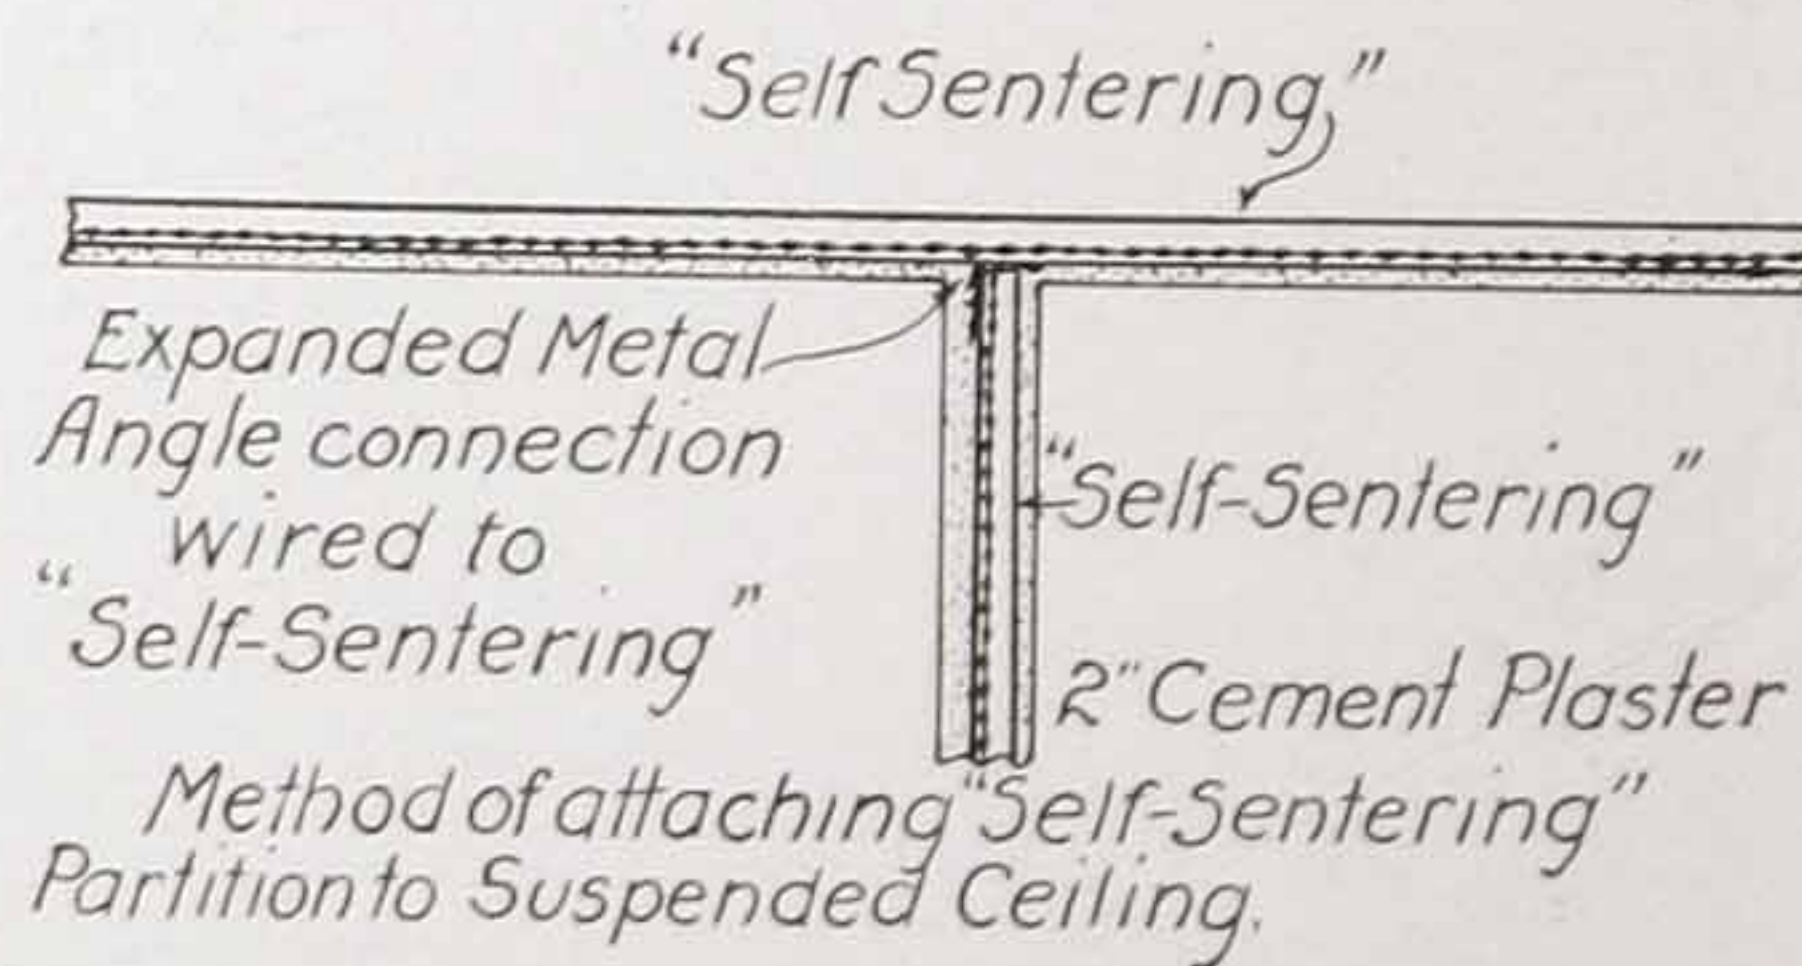 "Self Sentering"
Expanded Metal
Angle connection
wired to
"Self-Sentering"
"Self-Sentering"
2" Cement Plaster
Method of attaching "Self-Sentering"
Partition to Suspended Ceiling.